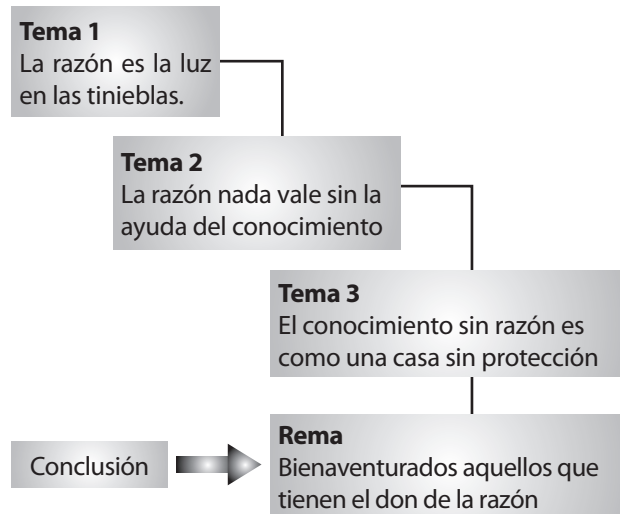 Tema 1
La razón es la luz
en las tinieblas.
Tema 2
La razón nada vale sin la
ayuda del conocimiento
Tema 3
El conocimiento sin razón es
como una casa sin protección
Conclusión
Rema
Bienaventurados aquellos que
tienen el don de la razón